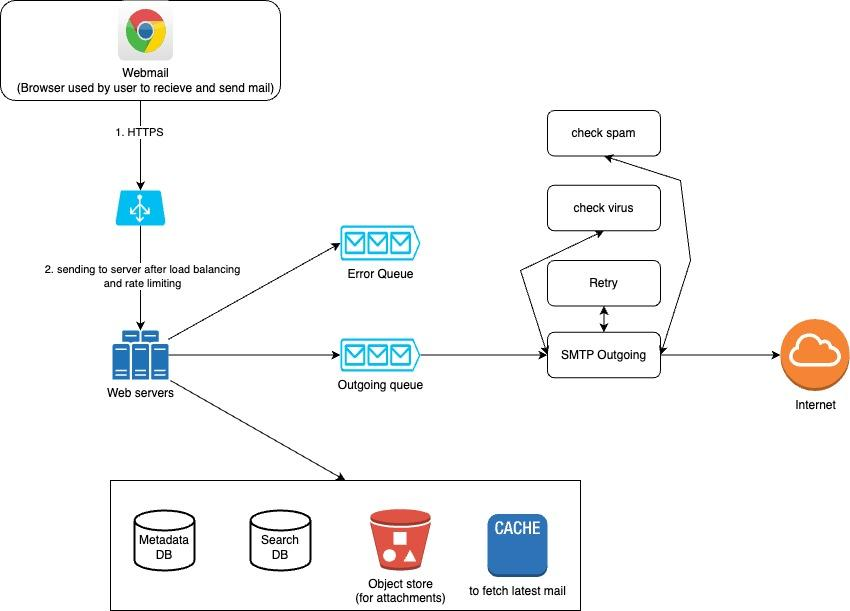 Webmail
(Browser used by user to recieve and send mail)
1. HTTPS
2. sending to server after load balancing
and rate limiting
Web servers
Error Queue
Outgoing queue
check spam
check virus
Retry
SMTP Outgoing
Internet
Metadata
DB
Search
DB
Object store
(for attachments)
CACHE
to fetch latest mail